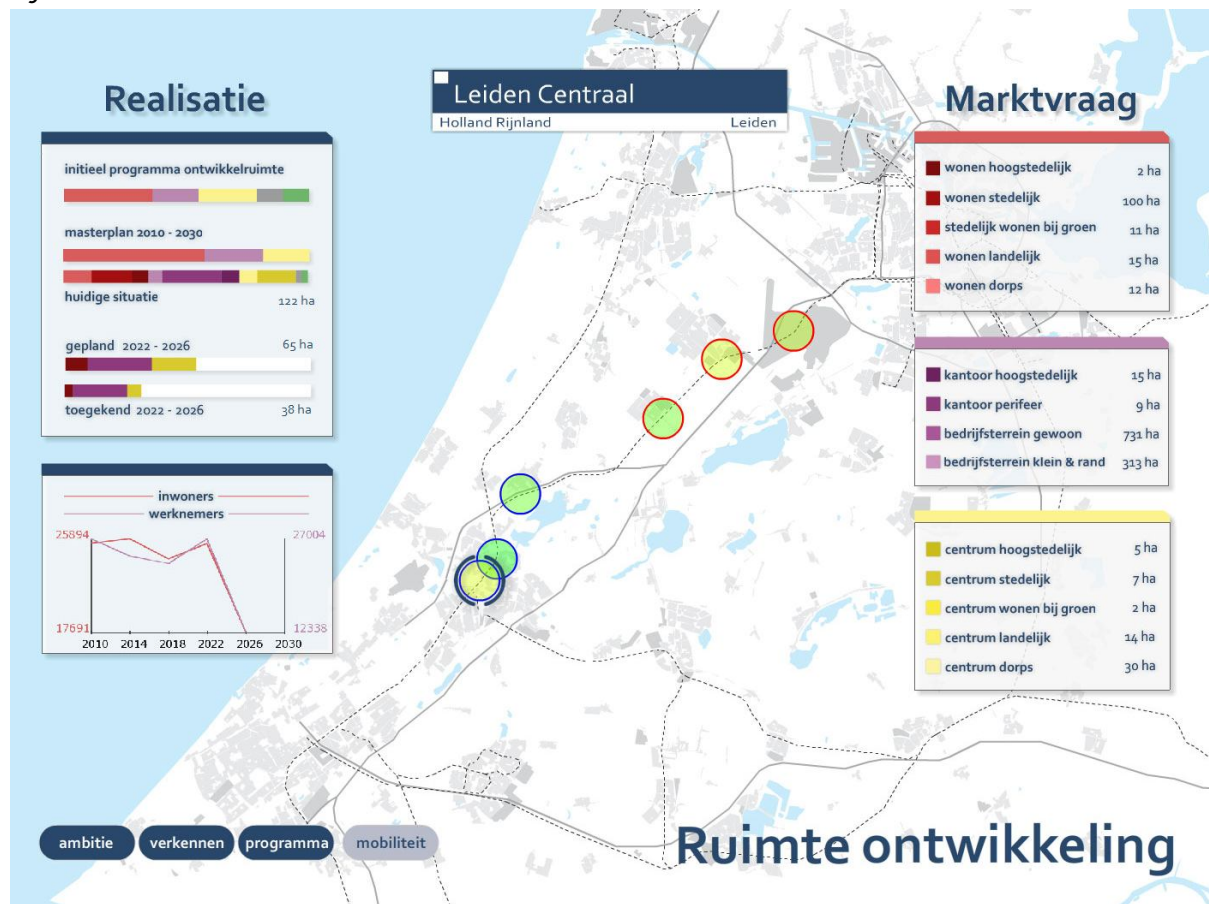 Leiden Centraal
Holland Rijnland Leiden
Realisatie
initieel programma ontwikkelruimte
masterplan 2010 - 2030
huidige situatie 122 ha
gepland 2022 - 2026 65 ha
toegekend 2022 - 2026 38 ha
inwoners
werknemers
25894 27004
17691 12338
2010 2014 2018 2022 2026 2030
Marktvraag
wonen hoogstedelijk 2 ha
wonen stedelijk 100 ha
stedelijk wonen bij groen 11 ha
wonen landelijk 15 ha
wonen dorps 12 ha
kantoor hoogstedelijk 15 ha
kantoor perifeer 9 ha
bedrijfsterrein gewoon 731 ha
bedrijfsterrein klein & rand 313 ha
centrum hoogstedelijk 5 ha
centrum stedelijk 7 ha
centrum wonen bij groen 2 ha
centrum landelijk 14 ha
centrum dorps 30 ha
ambitie verkennen programma mobiliteit
Ruimte ontwikkeling